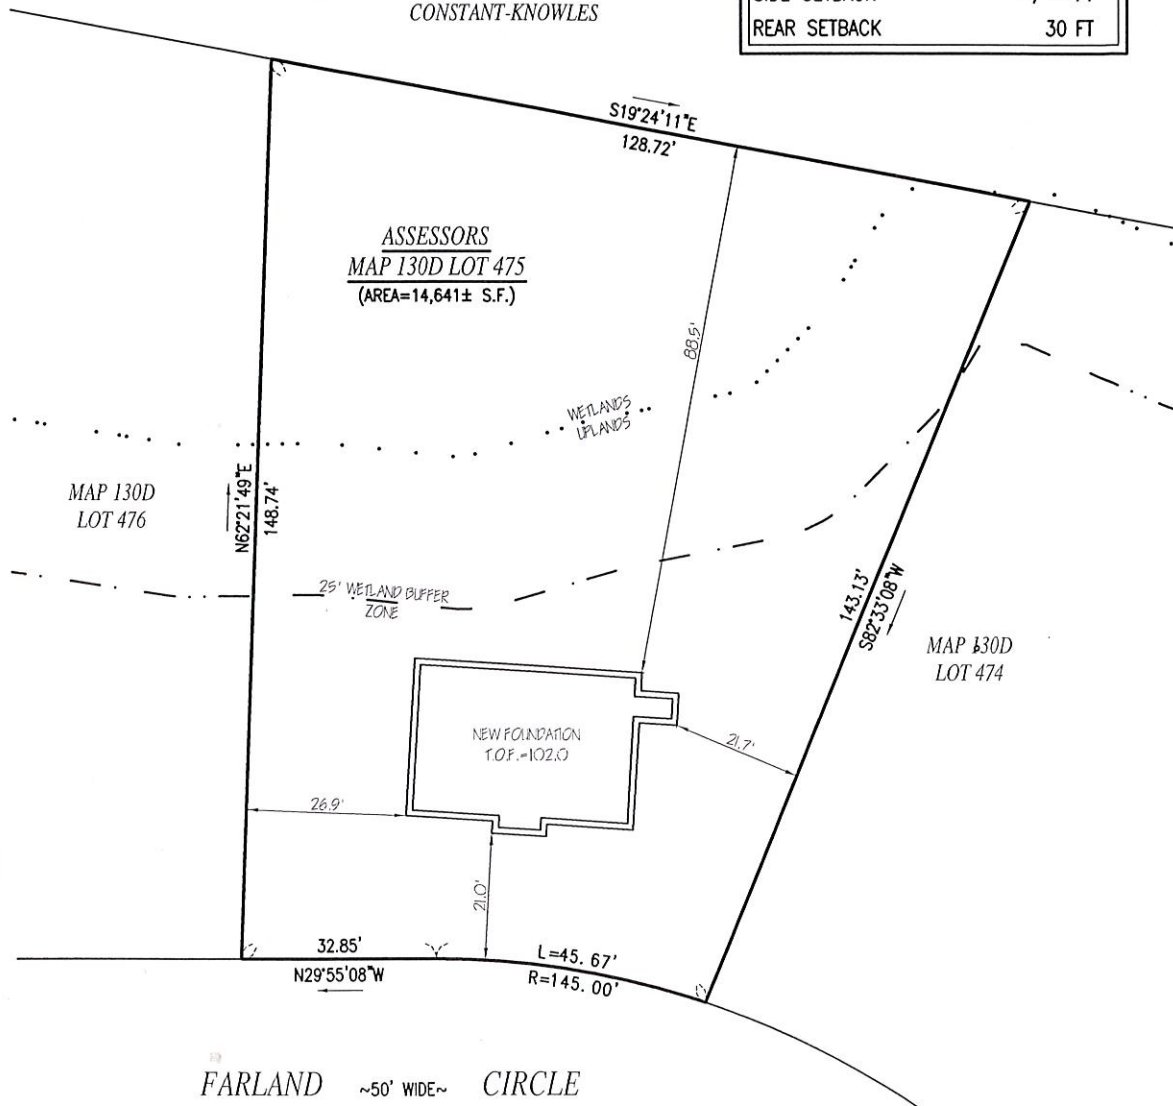 CONSTANT-KNOWLES
REAR SETBACK 30 FT
S19°24'11"E
128.72'
ASSESSORS
MAP 130D LOT 475
(AREA=14,641± S.F.)
88.5'
WETLANDS
UPLANDS
N62°21'49"E
148.74'
MAP 130D
LOT 476
25' WETLAND BUFFER
ZONE
143.13'
S82°33'08"W
MAP 130D
LOT 474
NEW FOUNDATION
T.O.F.=102.0
21.7'
26.9'
21.0'
32.85'
N29°55'08"W
L=45.67'
R=145.00'
FARLAND ~50' WIDE~ CIRCLE